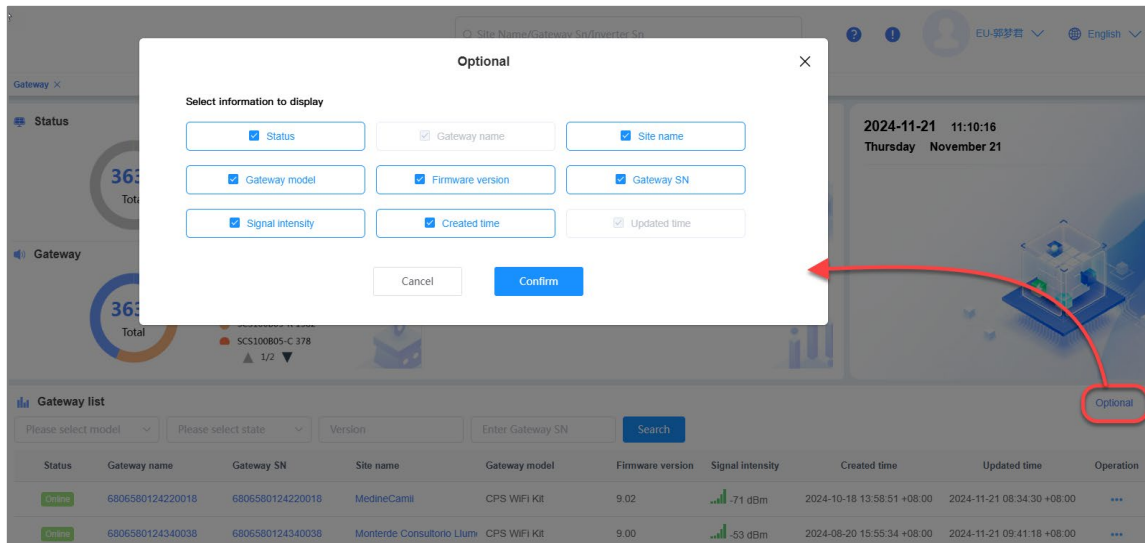 Site Name/Gateway Sn/Inverter Sn
EU-郭梦君
English
Optional
Gateway
Select information to display
Status
Gateway name
Site name
Gateway model
Firmware version
Gateway SN
Signal intensity
Created time
Updated time
Cancel
Confirm
Status
363
Total
Gateway
363
Total
SCS100B05-C 378
1/2
2024-11-21 11:10:16
Thursday November 21
Gateway list
Optional
Please select model
Please select state
Version
Enter Gateway SN
Search
Status Gateway name Gateway SN Site name Gateway model Firmware version Signal intensity Created time Updated time Operation
Online 6806580124220018 6806580124220018 MedineCamii CPS WiFi Kit 9.02 -71 dBm 2024-10-18 13:58:51 +08:00 2024-11-21 08:34:30 +08:00
Online 6806580124340038 6806580124340038 Monterde Consultorio Llum CPS WiFi Kit 9.00 -53 dBm 2024-08-20 15:55:34 +08:00 2024-11-21 09:41:18 +08:00